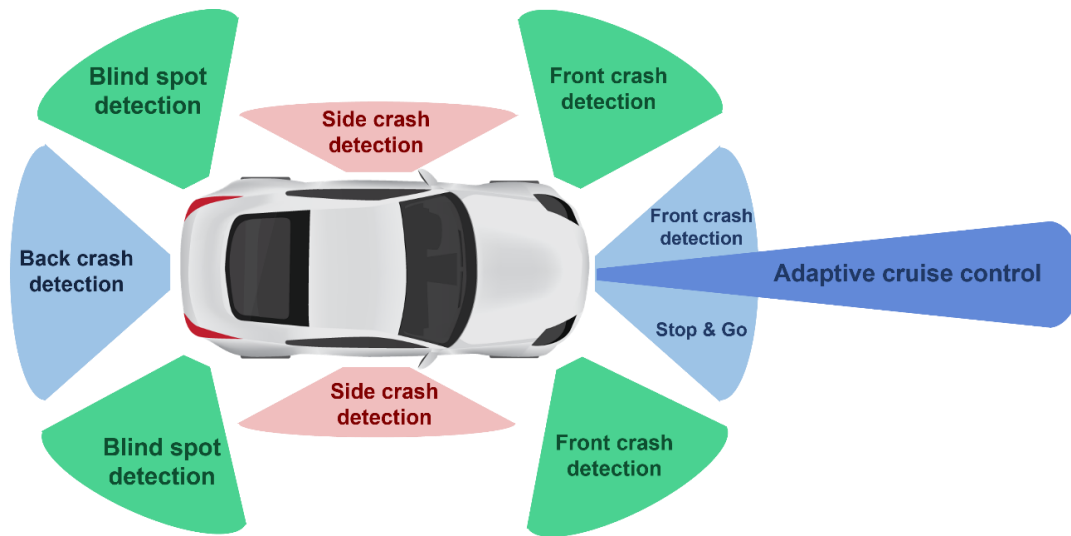 Blind spot
detection
Front crash
detection
Side crash
detection
Front crash
detection
Back crash
detection
Adaptive cruise control
Stop & Go
Side crash
detection
Blind spot
detection
Front crash
detection